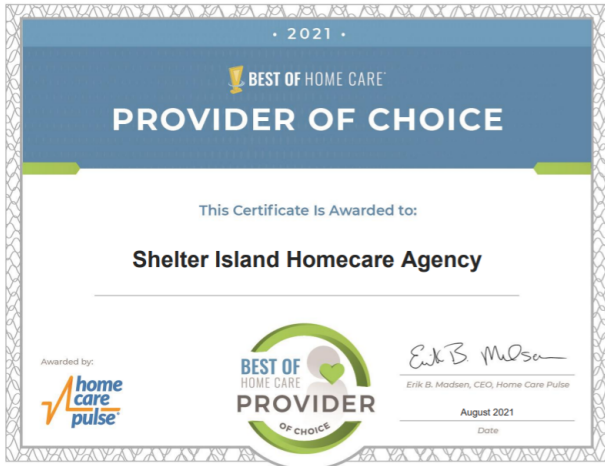 • 2021 •
BEST OF HOME CARE
PROVIDER OF CHOICE
This Certificate Is Awarded to:
Shelter Island Homecare Agency
Awarded by:
home
care
pulse
BEST OF
HOME CARE
PROVIDER
OF CHOICE
Erik B. Madsen
Erik B. Madsen, CEO, Home Care Pulse
August 2021
Date